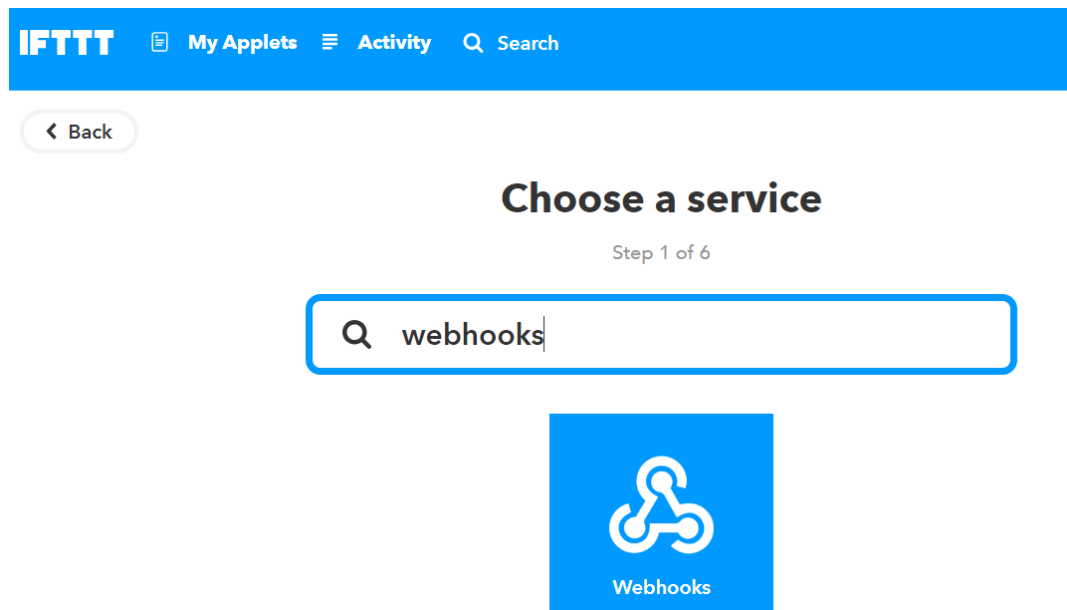 IFTTT My Applets Activity Search
Back
Choose a service
Step 1 of 6
webhooks
Webhooks